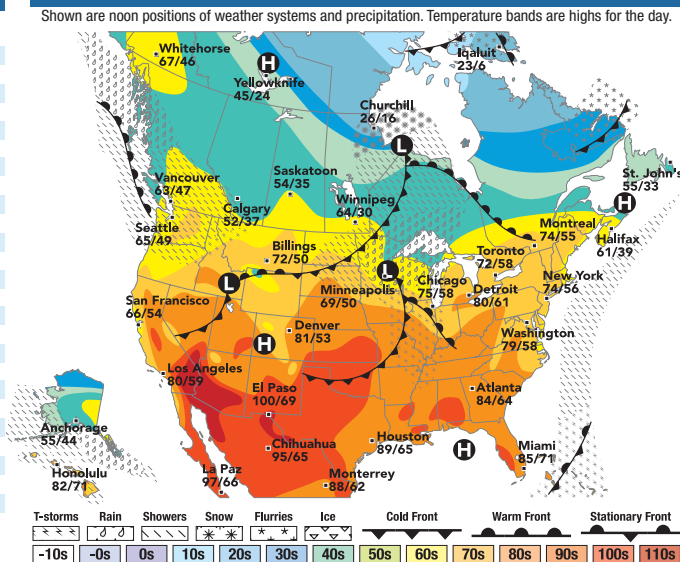 Shown are noon positions of weather systems and precipitation. Temperature bands are highs for the day.
Whitehorse
67/46
H
Yellowknife
45/24
Iqaluit
23/6
Churchill
26/16
L
St. John's
55/33
H
Vancouver
63/47
Saskatoon
54/35
Calgary
52/37
Winnipeg
64/30
Seattle
65/49
Montreal
74/55
Halifax
61/39
Billings
72/50
Toronto
72/58
L
L
Minneapolis
69/50
Chicago
75/58
Detroit
80/61
New York
74/56
San Francisco
66/54
Denver
81/53
H
Washington
79/58
Los Angeles
80/59
El Paso
100/69
Atlanta
84/64
Anchorage
55/44
Chihuahua
95/65
Houston
89/65
H
Miami
85/71
Honolulu
82/71
La Paz
97/66
Monterrey
88/62
T-storms Rain Showers Snow Flurries Ice Cold Front Warm Front Stationary Front
-10s -0s 0s 10s 20s 30s 40s 50s 60s 70s 80s 90s 100s 110s